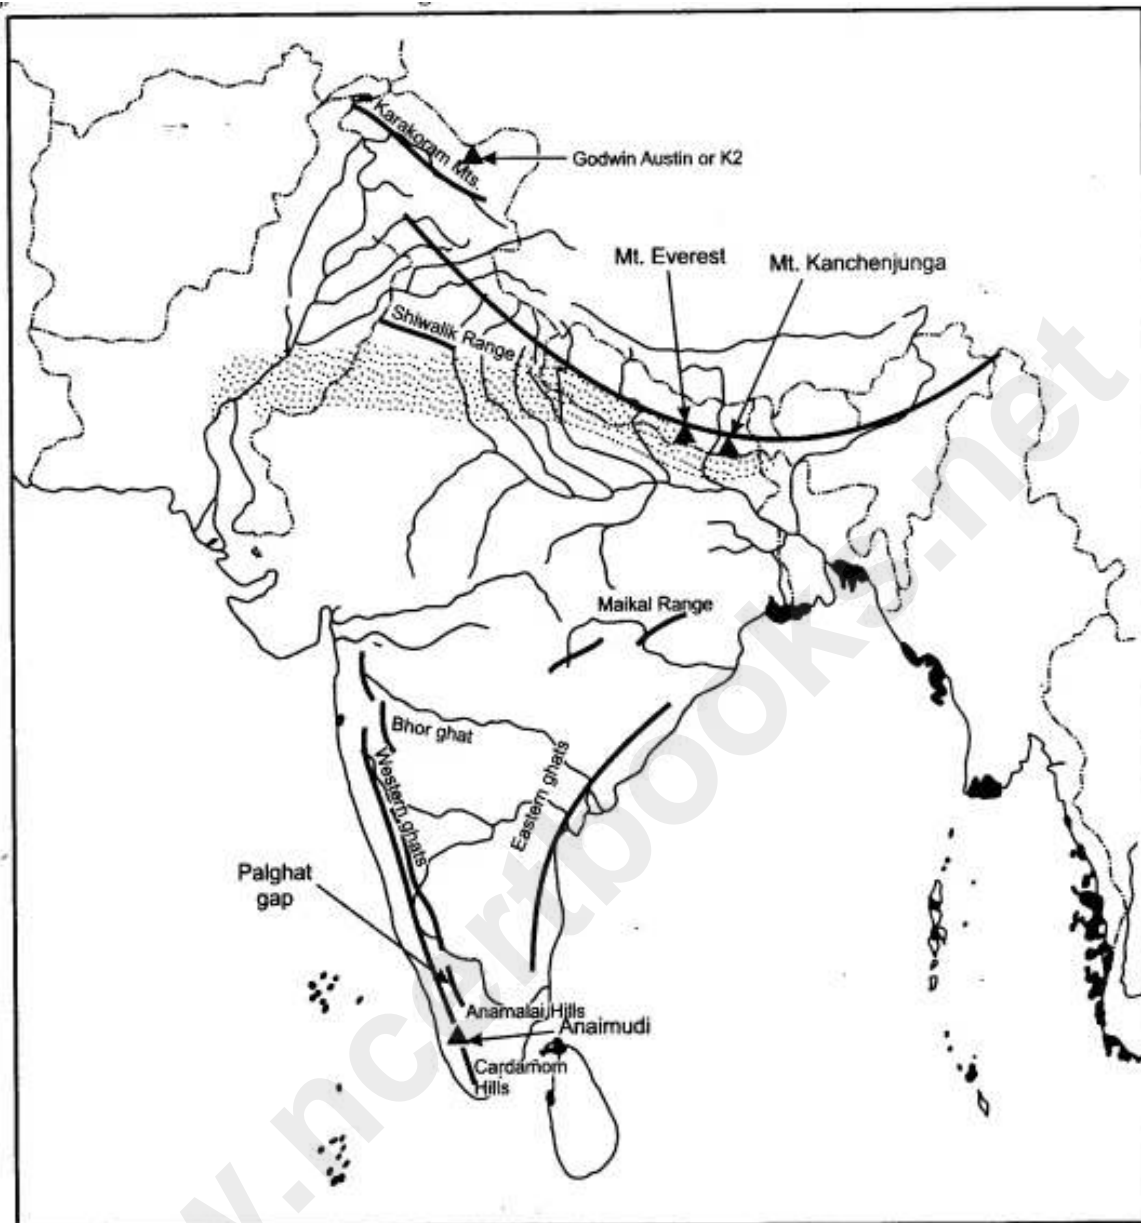 Karakoram Mts.
Godwin Austin or K2
Mt. Everest
Mt. Kanchenjunga
Shiwalik Range
Maikal Range
Bhor ghat
Western ghats
Eastern ghats
Palghat
gap
Anamalai Hills
Anaimudi
Cardamom
Hills
w.ncertbooks.net